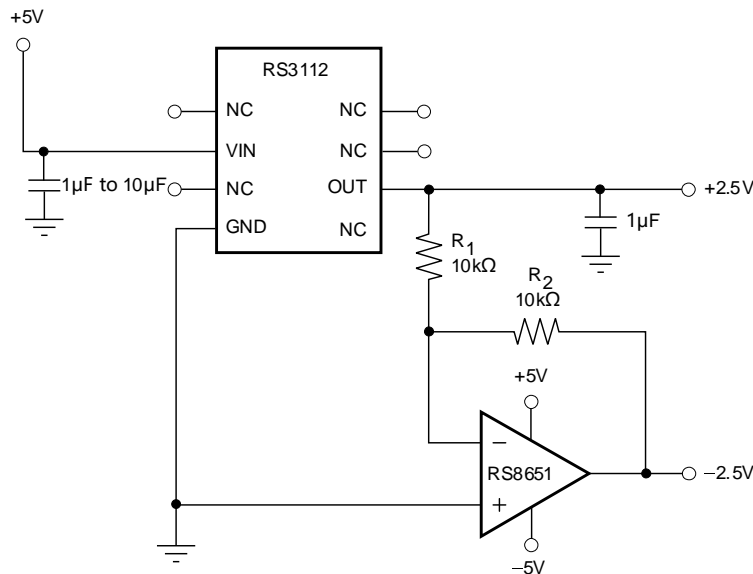 +5V
RS3112
NC
NC
VIN
NC
1µF to 10µF
NC
OUT
+2.5V
GND
NC
1µF
R1
10kΩ
R2
10kΩ
+5V
−
RS8651
−2.5V
+
−5V